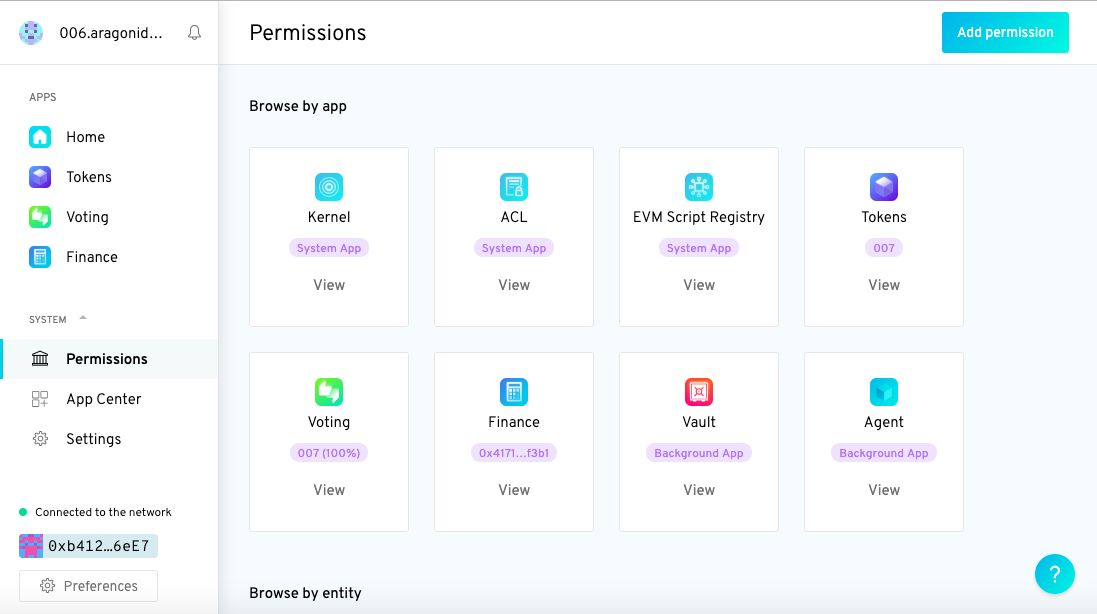 006.aragonid...
APPS
Home
Tokens
Voting
Finance
SYSTEM
Permissions
App Center
Settings
Connected to the network
0xb412…6eE7
Preferences
Permissions
Add permission
Browse by app
Kernel
System App
View
ACL
System App
View
EVM Script Registry
System App
View
Tokens
007
View
Voting
007 (100%)
View
Finance
0x4171…f3b1
View
Vault
Background App
View
Agent
Background App
View
Browse by entity
?